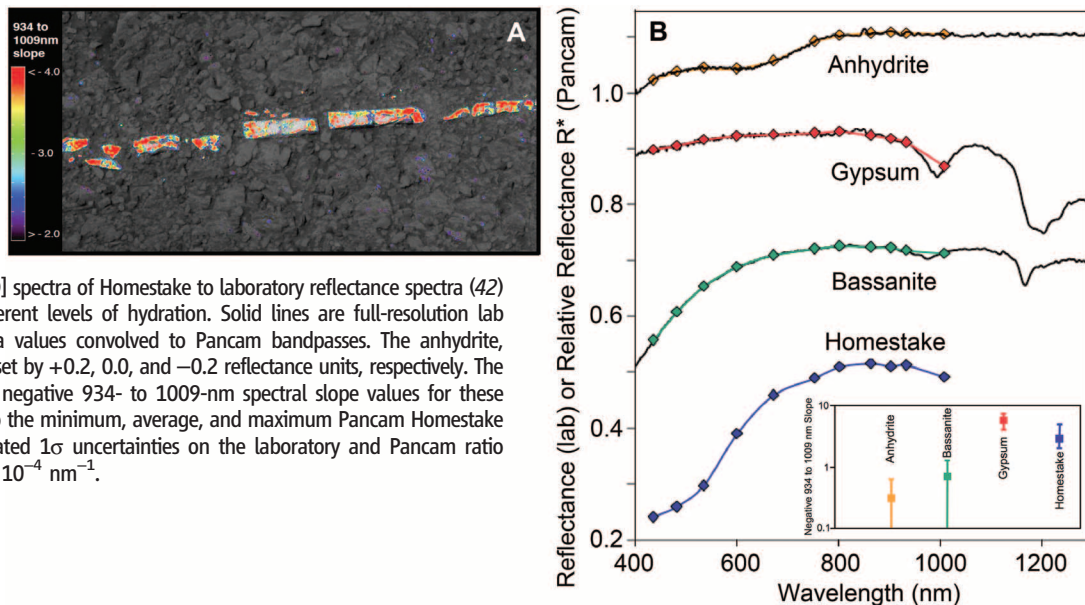 934 to
1009nm
slope
< - 4.0
- 3.0
> - 2.0
A
] spectra of Homestake to laboratory reflectance spectra (42)
erent levels of hydration. Solid lines are full-resolution lab
a values convolved to Pancam bandpasses. The anhydrite,
set by +0.2, 0.0, and −0.2 reflectance units, respectively. The
negative 934- to 1009-nm spectral slope values for these
o the minimum, average, and maximum Pancam Homestake
ated 1σ uncertainties on the laboratory and Pancam ratio
10⁻⁴ nm⁻¹.
B
Reflectance (lab) or Relative Reflectance R* (Pancam)
1.0
0.8
0.6
0.4
0.2
Anhydrite
Gypsum
Bassanite
Homestake
Negative 934 to 1009 nm Slope
10
1
0.1
Anhydrite
Bassanite
Gypsum
Homestake
400 600 800 1000 1200
Wavelength (nm)